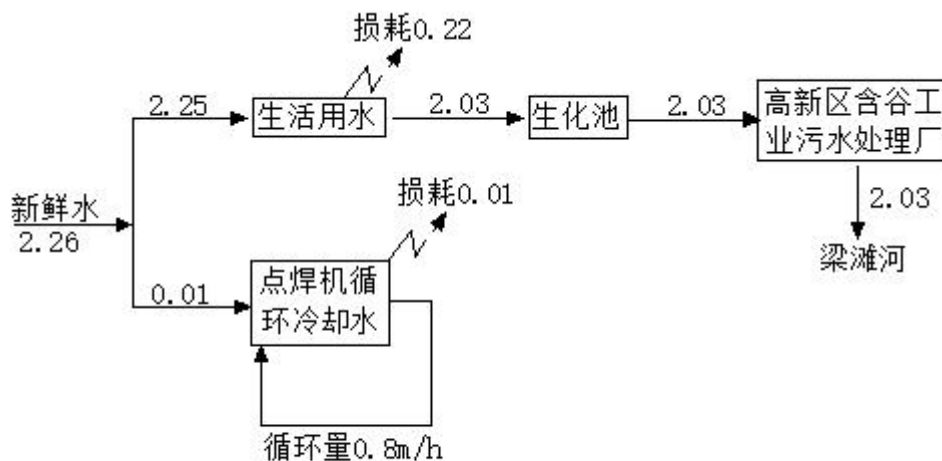 损耗0.22
2.25
生活用水
2.03
生化池
2.03
高新区含谷工
业污水处理厂
2.03
梁滩河
新鲜水
2.26
损耗0.01
0.01
点焊机循
环冷却水
循环量0.8m/h